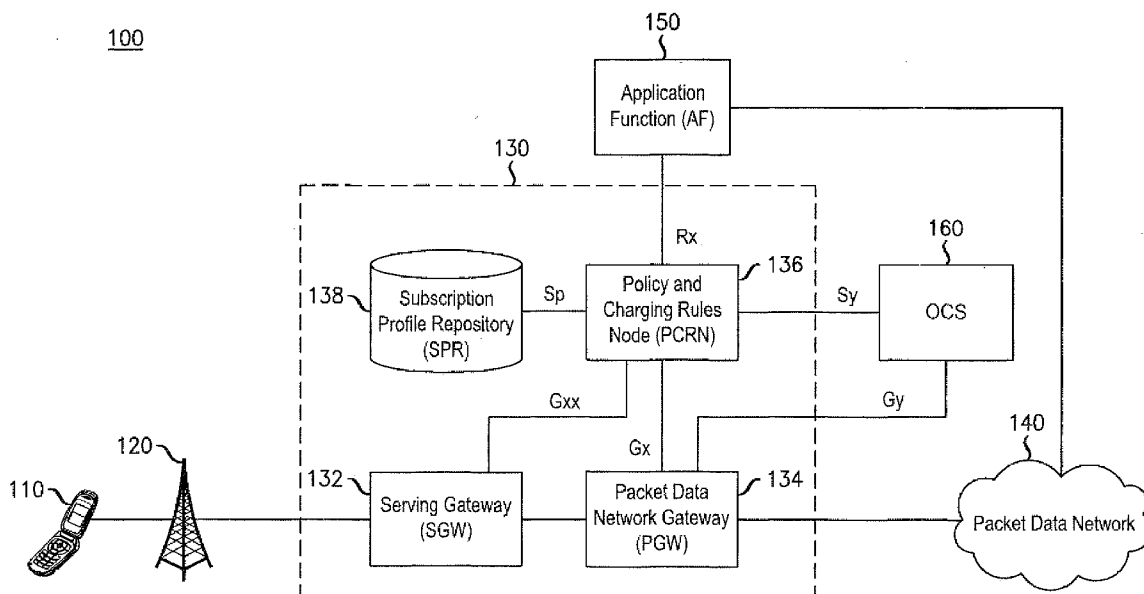 100
150
Application
Function (AF)
130
Rx
160
138
Subscription
Profile Repository
(SPR)
Sp
Policy and
Charging Rules
Node (PCRN)
136
Sy
OCS
Gxx
Gx
Gy
140
110
120
132
Serving Gateway
(SGW)
Packet Data
Network Gateway
(PGW)
134
Packet Data Network